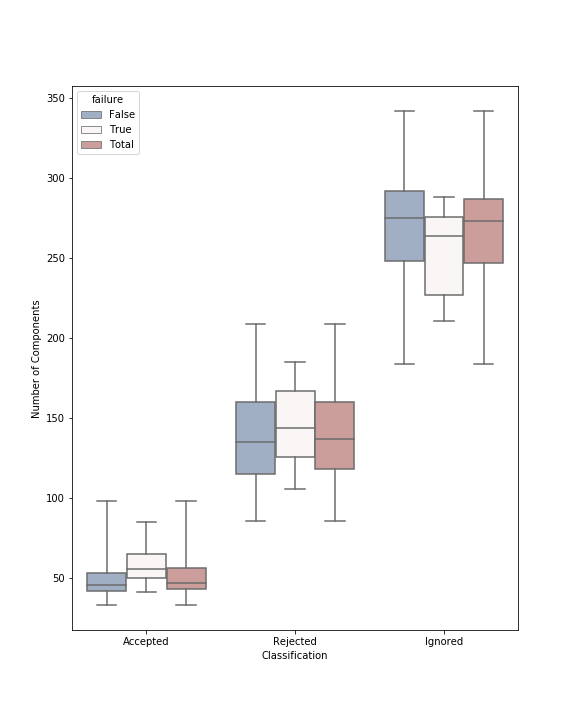 failure
False
True
Total
350
300
250
200
150
100
50
Number of Components
Accepted
Rejected
Ignored
Classification